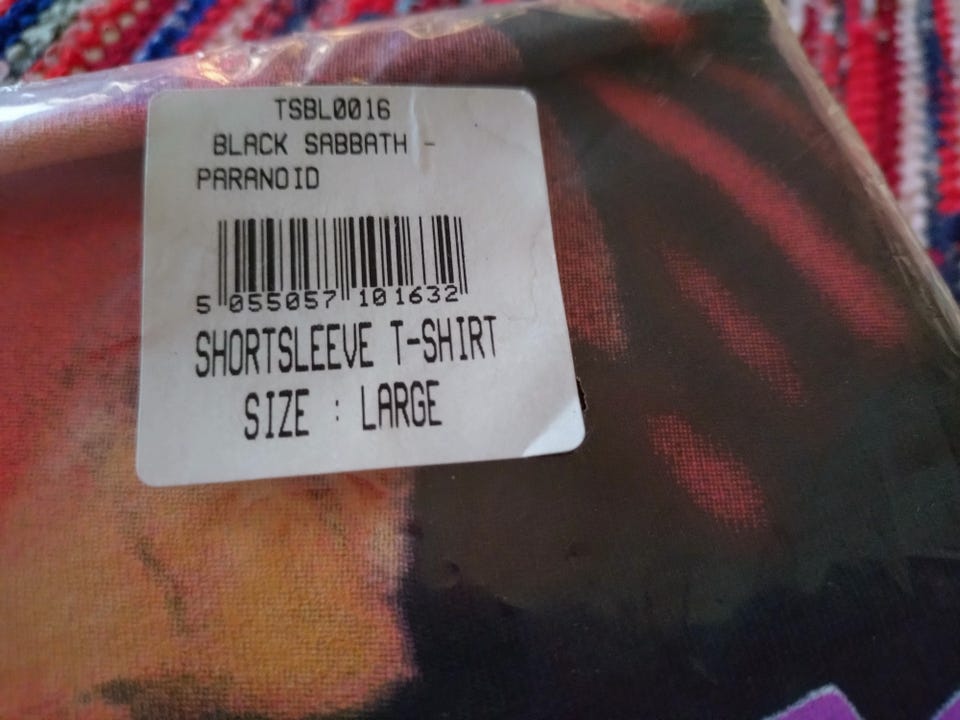 TSBL0016
BLACK SABBATH -
PARANOID
5 055057 101632
SHORTSLEEVE T-SHIRT
SIZE : LARGE